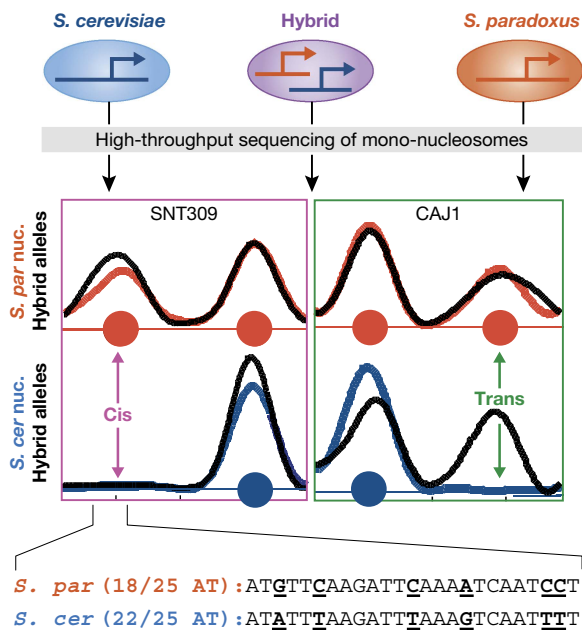 S. cerevisiae Hybrid S. paradoxus
High-throughput sequencing of mono-nucleosomes
SNT309 CAJ1
S. par nuc.
Hybrid alleles
S. cer nuc.
Hybrid alleles
Cis Trans
S. par (18/25 AT):ATGTTCAAGATTCAAAATCAATCCT
S. cer (22/25 AT):ATATTTAAGATTTAAAGTCAATTTT